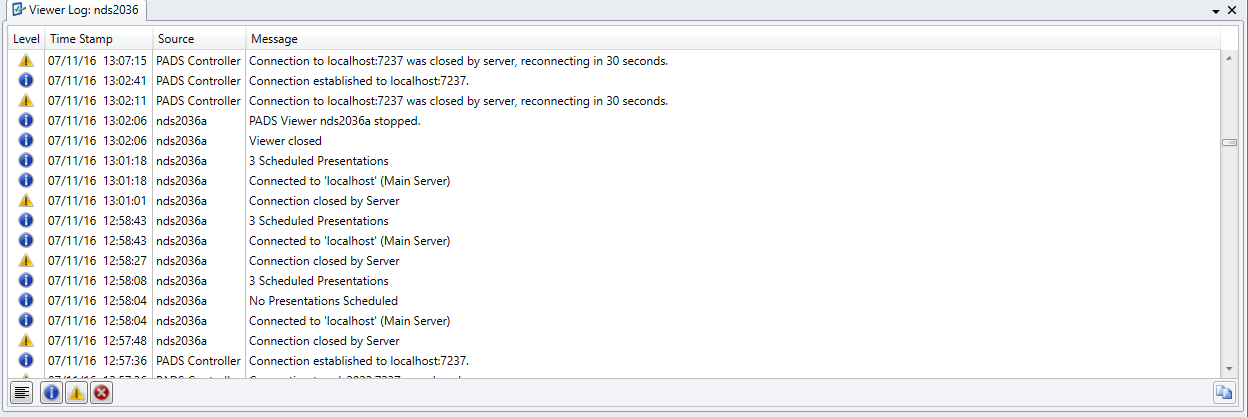 Viewer Log: nds2036
Level Time Stamp Source Message
07/11/16 13:07:15 PADS Controller Connection to localhost:7237 was closed by server, reconnecting in 30 seconds.
07/11/16 13:02:41 PADS Controller Connection established to localhost:7237.
07/11/16 13:02:11 PADS Controller Connection to localhost:7237 was closed by server, reconnecting in 30 seconds.
07/11/16 13:02:06 nds2036a PADS Viewer nds2036a stopped.
07/11/16 13:02:06 nds2036a Viewer closed
07/11/16 13:01:18 nds2036a 3 Scheduled Presentations
07/11/16 13:01:18 nds2036a Connected to 'localhost' (Main Server)
07/11/16 13:01:01 nds2036a Connection closed by Server
07/11/16 12:58:43 nds2036a 3 Scheduled Presentations
07/11/16 12:58:43 nds2036a Connected to 'localhost' (Main Server)
07/11/16 12:58:27 nds2036a Connection closed by Server
07/11/16 12:58:08 nds2036a 3 Scheduled Presentations
07/11/16 12:58:04 nds2036a No Presentations Scheduled
07/11/16 12:58:04 nds2036a Connected to 'localhost' (Main Server)
07/11/16 12:57:48 nds2036a Connection closed by Server
07/11/16 12:57:36 PADS Controller Connection established to localhost:7237.